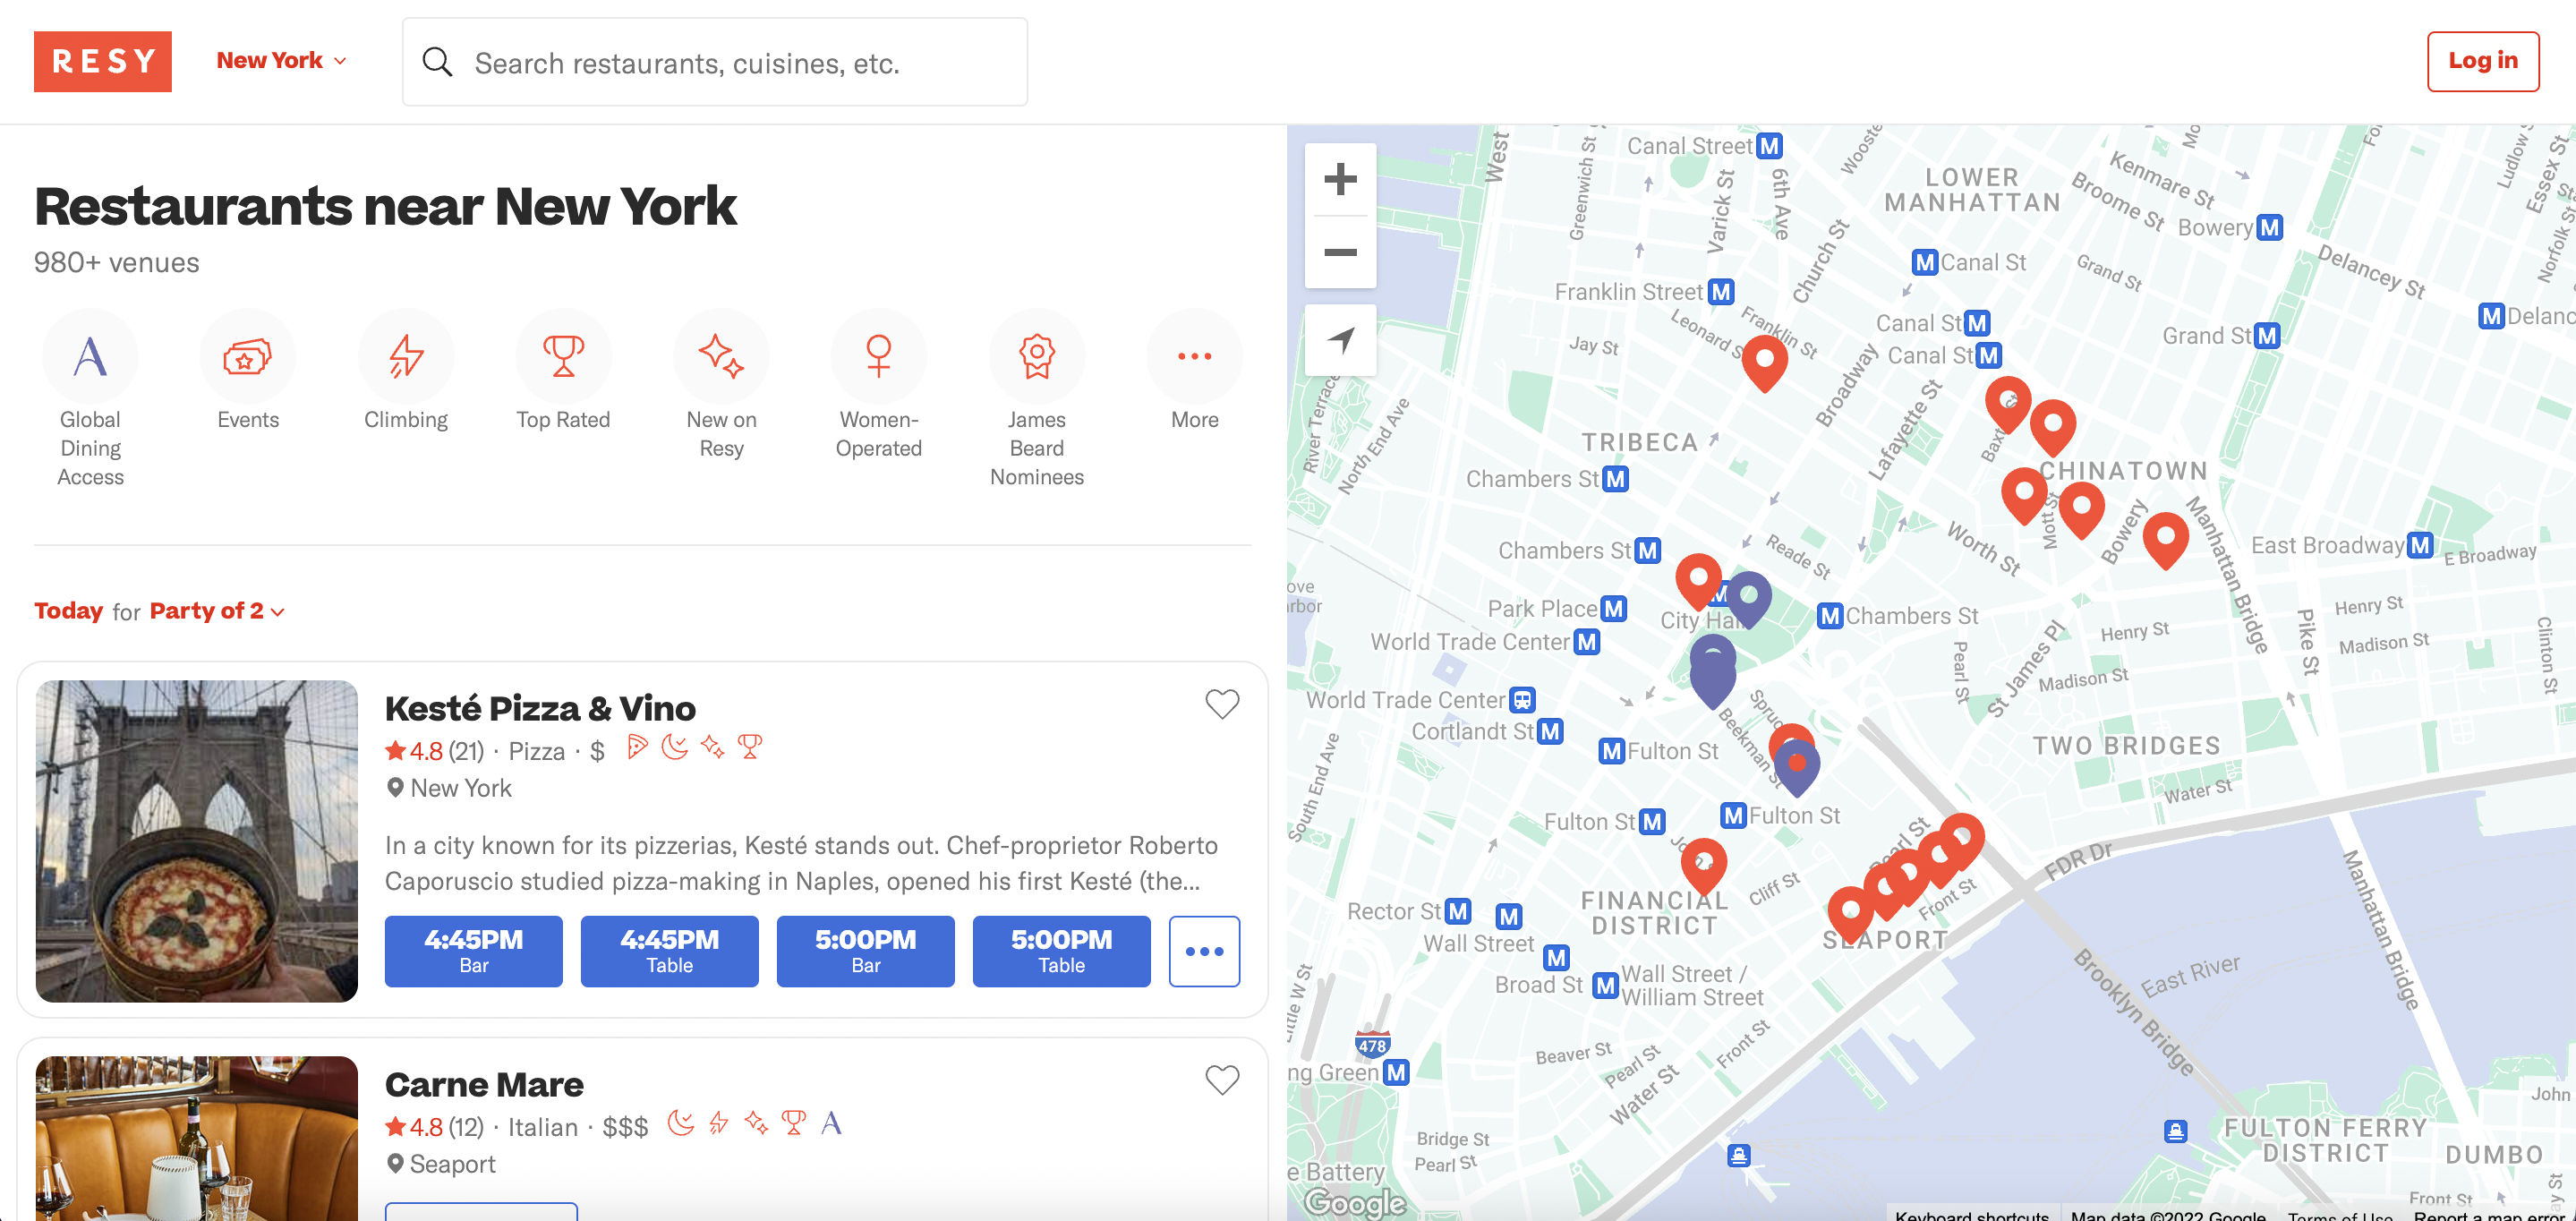 RESY
New York
Search restaurants, cuisines, etc.
Log in
Restaurants near New York
980+ venues
Global
Dining
Access
Events
Climbing
Top Rated
New on
Resy
Women-
Operated
James
Beard
Nominees
More
Today for Party of 2
Kesté Pizza & Vino
4.8 (21) · Pizza · $
New York
In a city known for its pizzerias, Kesté stands out. Chef-proprietor Roberto
Caporuscio studied pizza-making in Naples, opened his first Kesté (the...
4:45PM
Bar
4:45PM
Table
5:00PM
Bar
5:00PM
Table
Carne Mare
4.8 (12) · Italian · $$$
A
Seaport
West
Greenwich St
Canal Street M
Varick St
6th Ave
Church St
LOWER
MANHATTAN
Kenmare St
Broome St
Bowery M
Delancey St
Essex St
Norfolk St
M Canal St
Grand St
Franklin Street M
Leonard S
Franklin St
Jay St
Canal St M
Canal St M
Grand St M
M Delanc
Broadway
Lafayette St
River Terrace
North End Ave
TRIBECA
Chambers St M
CHINATOWN
Mott St
Bowery
Worth St
Manhattan Bridge
Chambers St M
Reade St
East Broadway M
E Broadway
Park Place M
City Hall
M Chambers St
World Trade Center M
Henry St
Henry St
Madison St
Madison St
Pike St
Clinton St
Pearl St
St James Pl
World Trade Center
Cortlandt St M
M Fulton St
Beekman St
TWO BRIDGES
Water St
South End Ave
Fulton St M
M Fulton St
Pearl St
Cliff St
Front St
FDR Dr
FINANCIAL
DISTRICT
SEAPORT
Rector St M
M
Wall Street
M
Broad St M
Wall Street /
William Street
East River
Brooklyn Bridge
Manhattan Bridge
478
ng Green M
Beaver St
Pearl St
Water St
Front St
Bridge St
Pearl St
e Battery
Google
FULTON FERRY
DISTRICT
DUMBO
John
Front St
Keyboard shortcuts
Map data ©2022 Google
Terms of Use
Report a map error